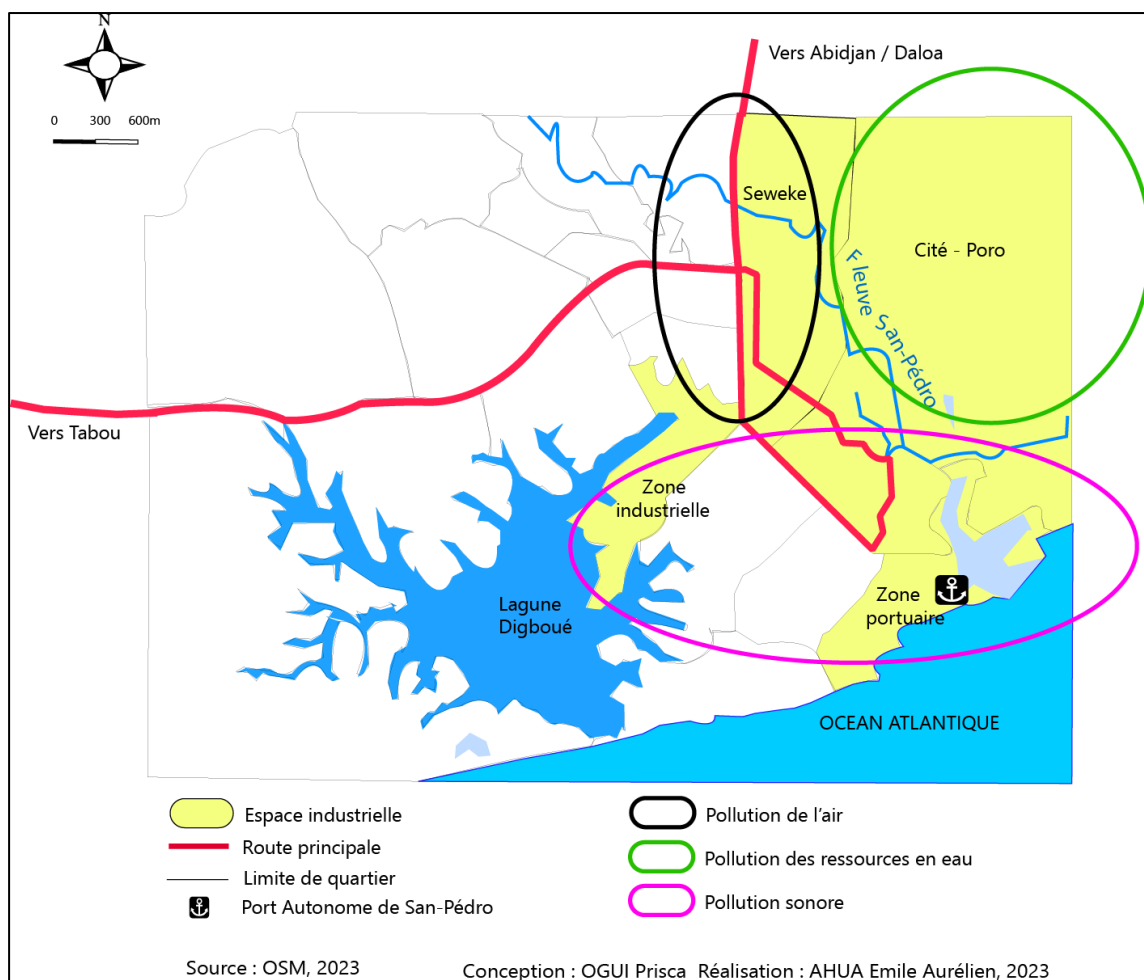 N
0 300 600m
Vers Abidjan / Daloa
Seweke
Cité - Poro
Fleuve San-Pédro
Vers Tabou
Zone
industrielle
Lagune
Digboué
Zone
portuaire
OCEAN ATLANTIQUE
Espace industrielle
Route principale
Limite de quartier
Port Autonome de San-Pédro
Pollution de l'air
Pollution des ressources en eau
Pollution sonore
Source : OSM, 2023
Conception : OGUI Prisca Réalisation : AHUA Emile Aurélien, 2023